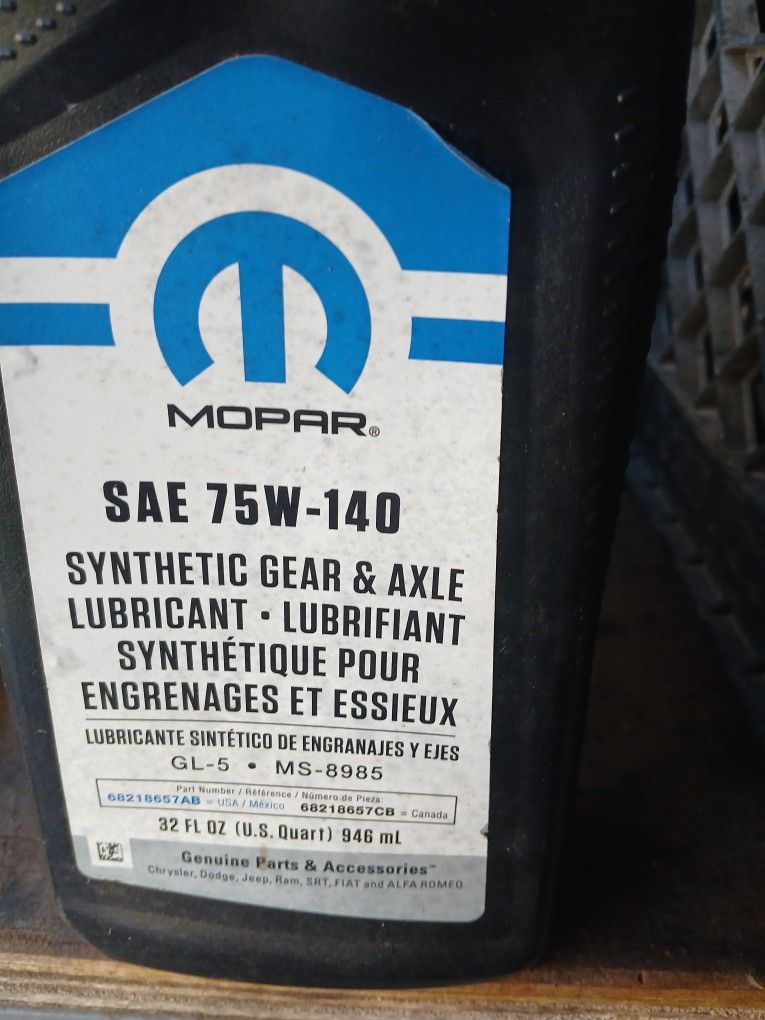 MOPAR®
SAE 75W-140
SYNTHETIC GEAR & AXLE
LUBRICANT • LUBRIFIANT
SYNTHÉTIQUE POUR
ENGRENAGES ET ESSIEUX
LUBRICANTE SINTÉTICO DE ENGRANAJES Y EJES
GL-5 • MS-8985
Part Number / Référence / Número de Pieza:
68218657AB = USA / México 68218657CB = Canada
32 FL OZ (U.S. Quart) 946 mL
Genuine Parts & Accessories™
Chrysler, Dodge, Jeep, Ram, SRT, FIAT and ALFA ROMEO